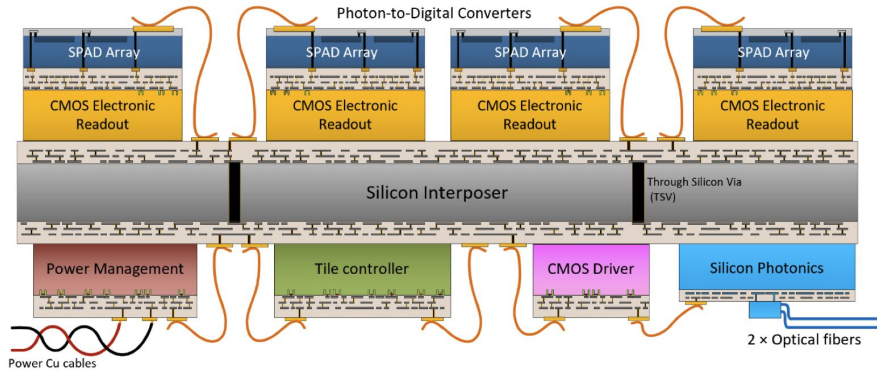 Photon-to-Digital Converters
SPAD Array
SPAD Array
SPAD Array
SPAD Array
CMOS Electronic
Readout
CMOS Electronic
Readout
CMOS Electronic
Readout
CMOS Electronic
Readout
Silicon Interposer
Through Silicon Via
(TSV)
Power Management
Tile controller
CMOS Driver
Silicon Photonics
Power Cu cables
2 × Optical fibers